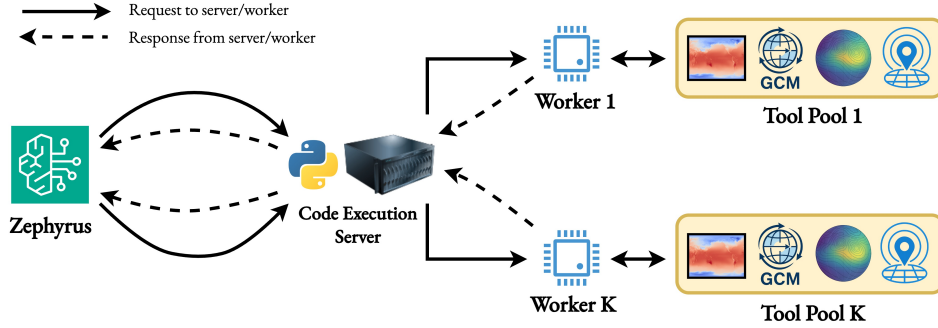 Request to server/worker
Response from server/worker
Zephyrus
Code Execution
Server
Worker 1
GCM
Tool Pool 1
Worker K
GCM
Tool Pool K